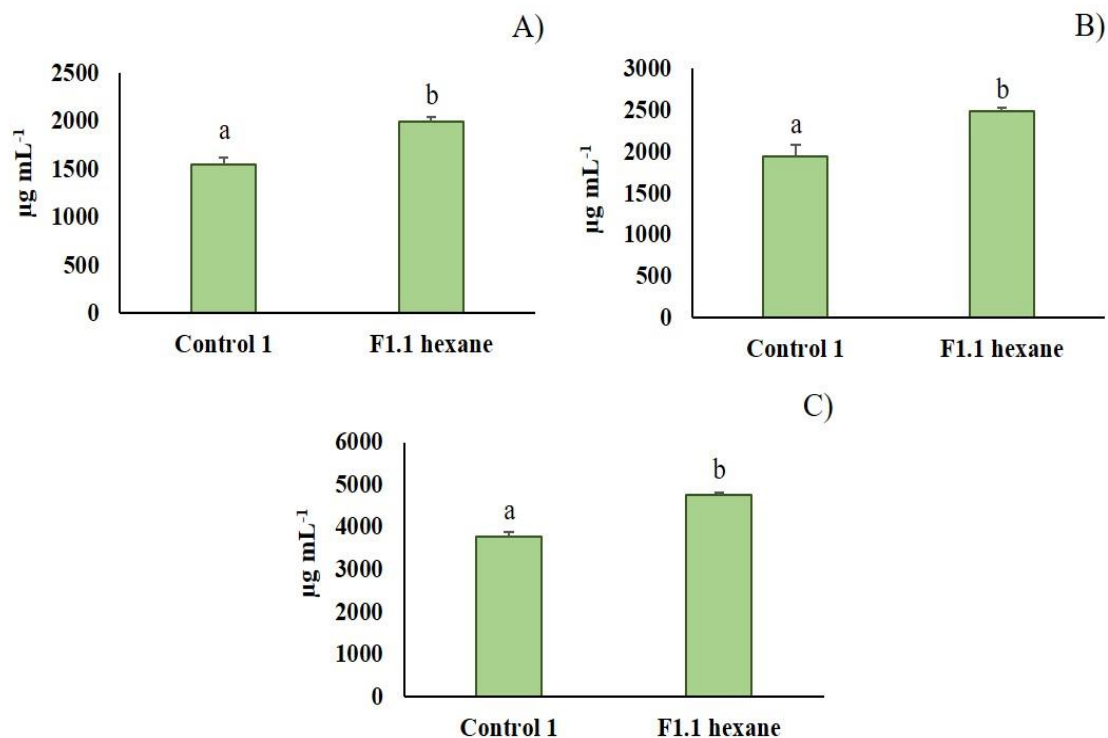 A)
2500
2000
1500
1000
500
0
µg mL-1
a
b
Control 1
F1.1 hexane
B)
3000
2500
2000
1500
1000
500
0
µg mL-1
a
b
Control 1
F1.1 hexane
C)
6000
5000
4000
3000
2000
1000
0
µg mL-1
a
b
Control 1
F1.1 hexane